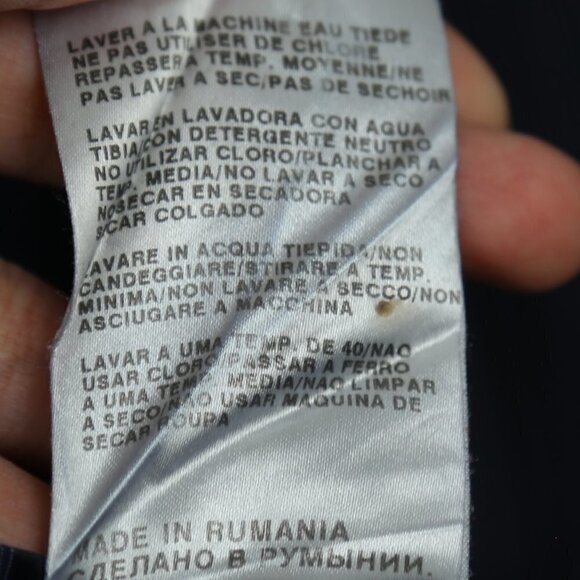 LAVER A LA MACHINE EAU TIEDE
NE PAS UTILISER DE CHLORE
REPASSER A TEMP. MOYENNE/NE
PAS LAVER A SEC/PAS DE SECHOIR
LAVAR EN LAVADORA CON AGUA
TIBIA/CON DETERGENTE NEUTRO
NO UTILIZAR CLORO/PLANCHAR A
TEMP. MEDIA/NO LAVAR A SECO
NO SECAR EN SECADORA
SECAR COLGADO
LAVARE IN ACQUA TIEPIDA/NON
CANDEGGIARE/STIRARE A TEMP.
MINIMA/NON LAVARE A SECCO/NON
ASCIUGARE A MACCHINA
LAVAR A UMA TEMP. DE 40/NAO
USAR CLORO/PASSAR A FERRO
A UMA TEMP. MEDIA/NAO LIMPAR
A SECO/NAO USAR MAQUINA DE
SECAR ROUPA
MADE IN RUMANIA
СДЕЛАНО В РУМЫНИИ.